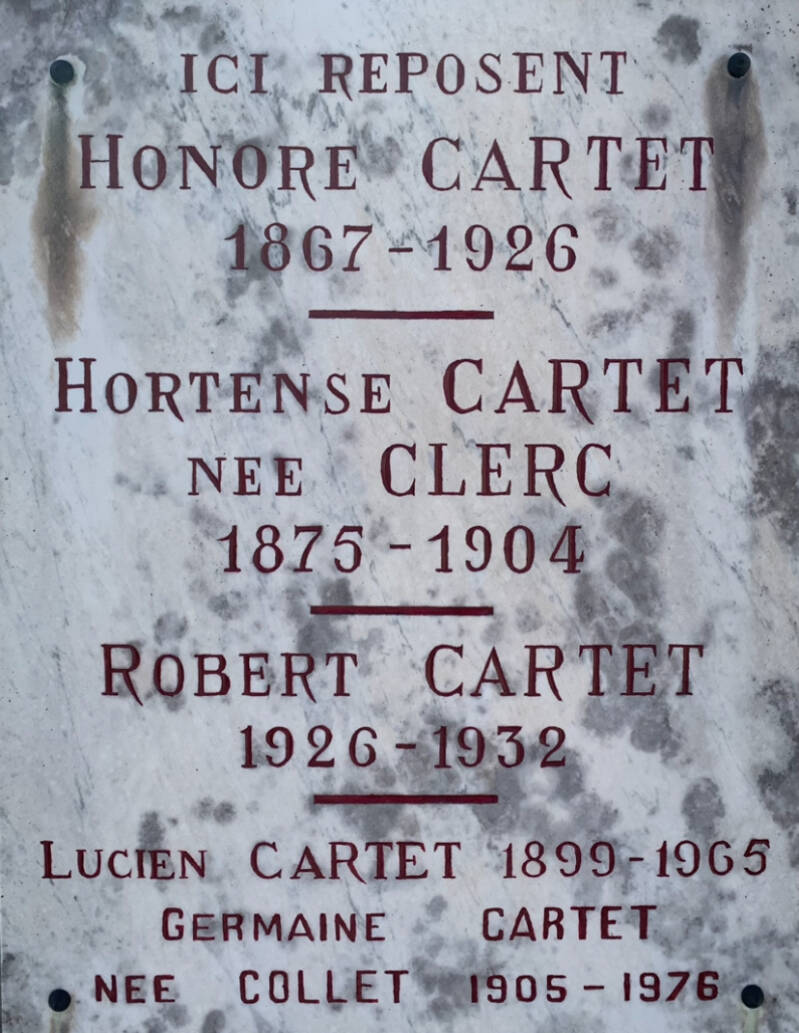 ICI REPOSENT
HONORE CARTET
1867-1926
HORTENSE CARTET
NEE CLERC
1875-1904
ROBERT CARTET
1926-1932
LUCIEN CARTET 1899-1965
GERMAINE CARTET
NEE COLLET 1905-1976